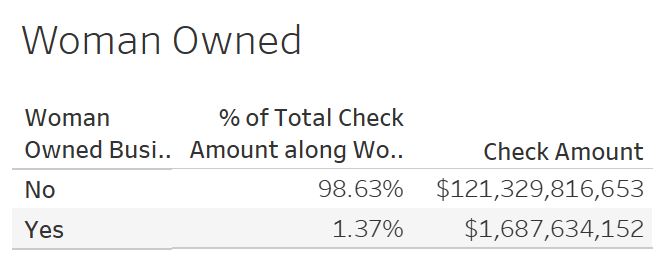 Woman Owned
Woman % of Total Check
Owned Busi.. Amount along Wo.. Check Amount
No 98.63% $121,329,816,653
Yes 1.37% $1,687,634,152